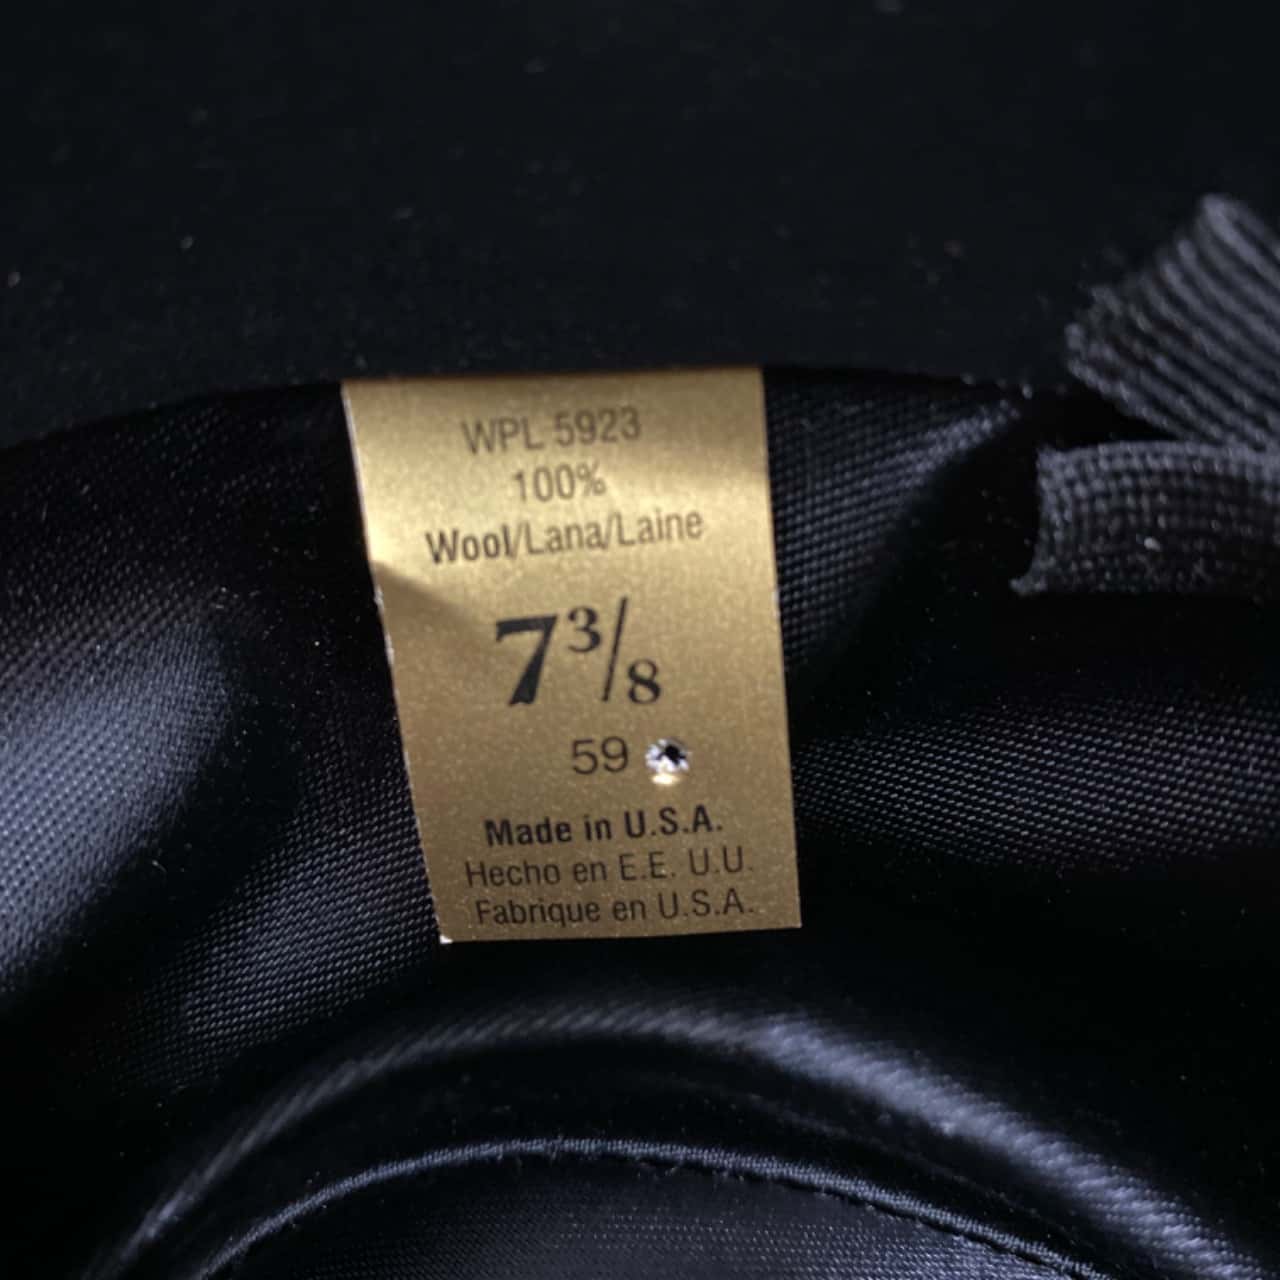 WPL 5923
100%
Wool/Lana/Laine
7 3/8
59
Made in U.S.A.
Hecho en E.E. U.U.
Fabrique en U.S.A.